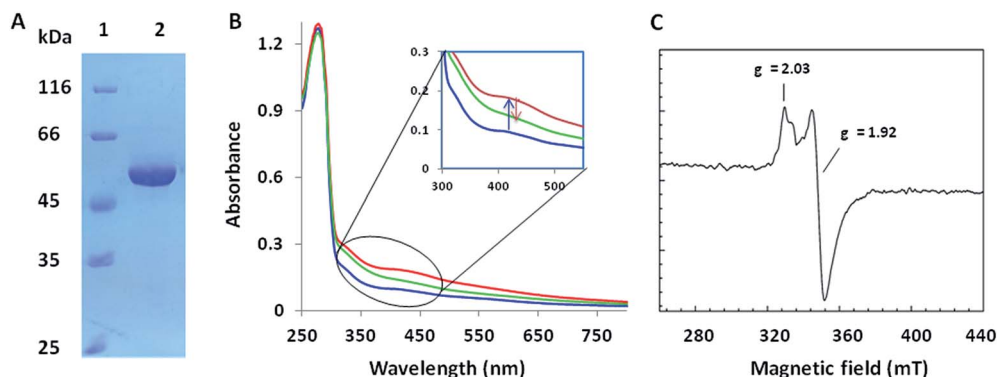 A
kDa
1 2
116
66
45
35
25
B
Absorbance
1.2
0.9
0.6
0.3
0
250 350 450 550 650 750
Wavelength (nm)
0.3
0.2
0.1
0
300 400 500
C
g = 2.03
g = 1.92
280 320 360 400 440
Magnetic field (mT)